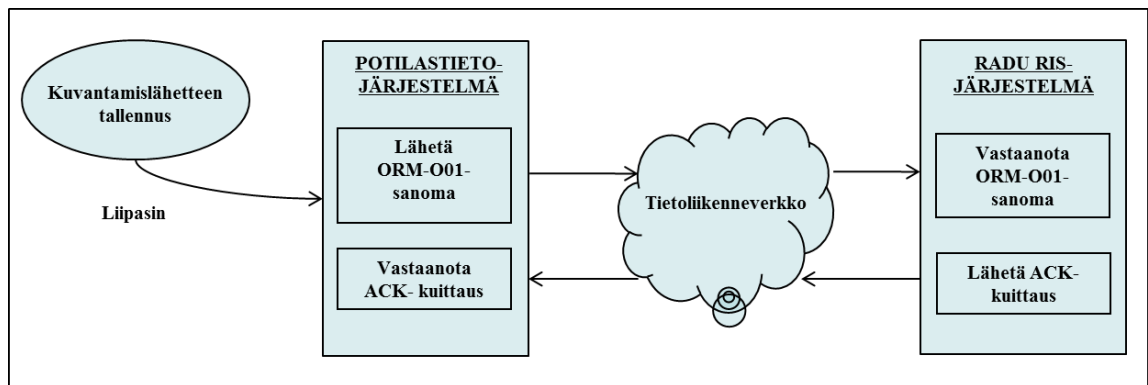 Kuvantamislähetteen
tallennus
Liipasin
POTILASTIETO-
JÄRJESTELMÄ
Lähetä
ORM-O01-
sanoma
Vastaanota
ACK- kuittaus
Tietoliikenneverkko
RADU RIS-
JÄRJESTELMÄ
Vastaanota
ORM-O01-
sanoma
Lähetä ACK-
kuittaus